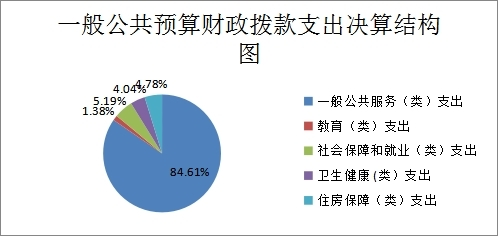 一般公共预算财政拨款支出决算结构
图
4.04%
4.78%
5.19%
1.38%
84.61%
一般公共服务（类）支出
教育（类）支出
社会保障和就业（类）支出
卫生健康(类）支出
住房保障（类）支出